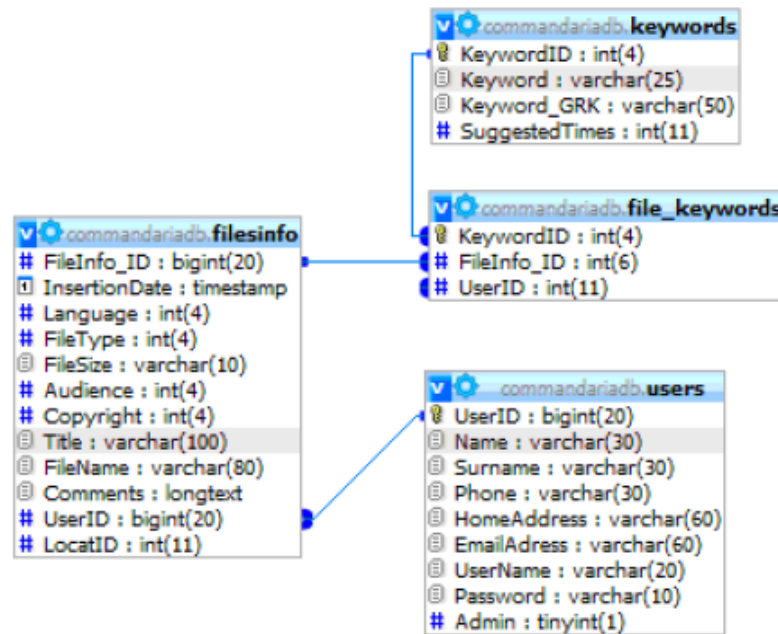 commandariadb.keywords
KeywordID : int(4)
Keyword : varchar(25)
Keyword_GRK : varchar(50)
SuggestedTimes : int(11)
commandariadb.file_keywords
KeywordID : int(4)
FileInfo_ID : int(6)
UserID : int(11)
commandariadb.filesinfo
FileInfo_ID : bigint(20)
InsertionDate : timestamp
Language : int(4)
FileType : int(4)
FileSize : varchar(10)
Audience : int(4)
Copyright : int(4)
Title : varchar(100)
FileName : varchar(80)
Comments : longtext
UserID : bigint(20)
LocatID : int(11)
commandariadb.users
UserID : bigint(20)
Name : varchar(30)
Surname : varchar(30)
Phone : varchar(30)
HomeAddress : varchar(60)
EmailAdress : varchar(60)
UserName : varchar(20)
Password : varchar(10)
Admin : tinyint(1)